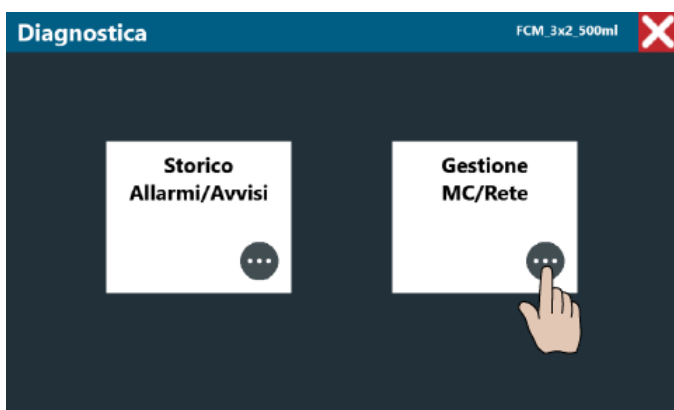 Diagnostica
FCM_3x2_500ml
Storico
Allarmi/Avvisi
Gestione
MC/Rete